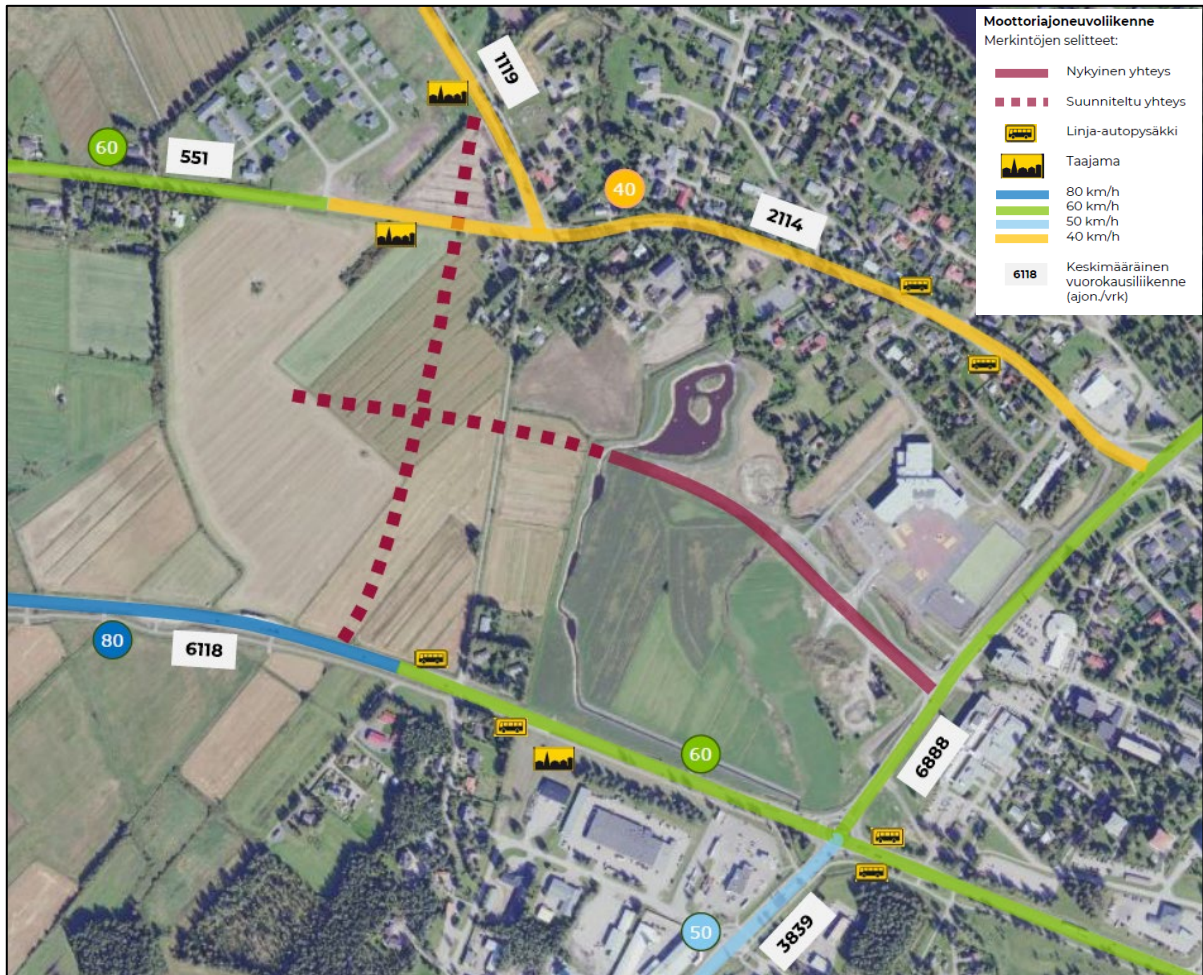 Moottoriajoneuvoliikenne
Merkintöjen selitteet:
Nykyinen yhteys
Suunniteltu yhteys
Linja-autopysäkki
Taajama
80 km/h
60 km/h
50 km/h
40 km/h
6118
Keskimääräinen
vuorokausiliikenne
(ajon./vrk)
1119
60
551
40
2114
80
6118
60
6888
50
3839